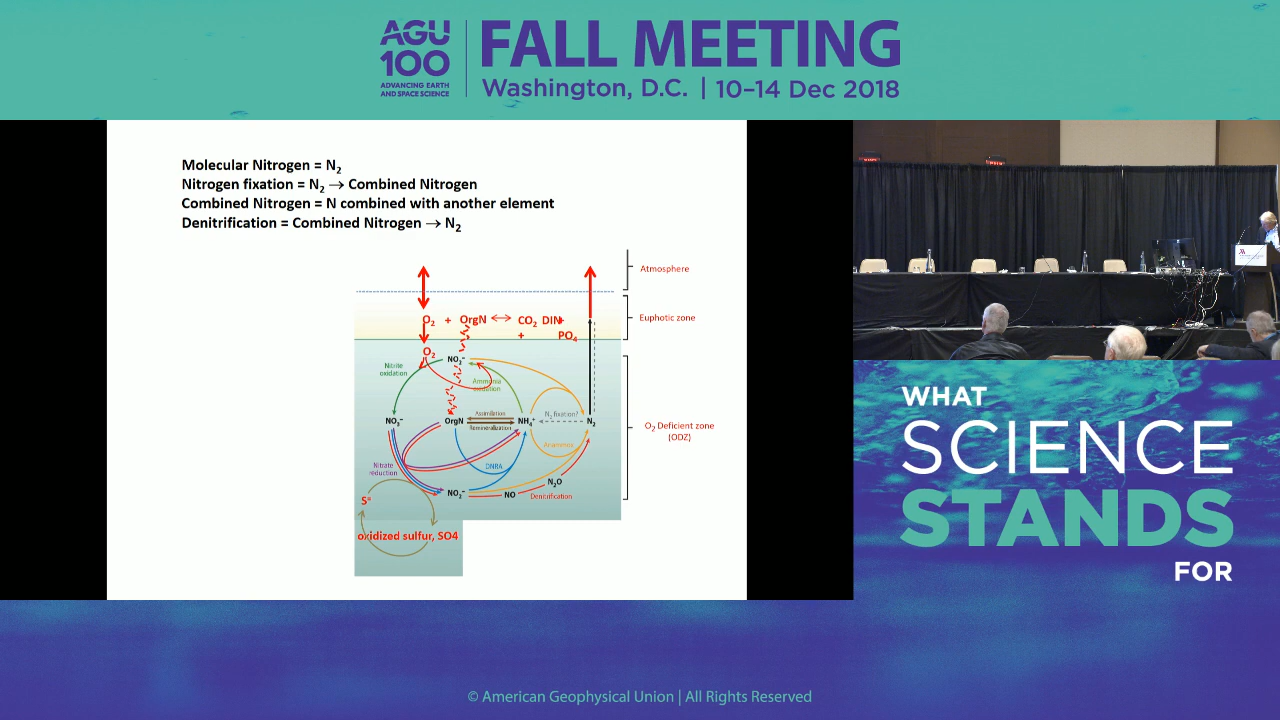 AGU
100
ADVANCING EARTH
AND SPACE SCIENCE
FALL MEETING
Washington, D.C. | 10–14 Dec 2018
Molecular Nitrogen = N₂
Nitrogen fixation = N₂ → Combined Nitrogen
Combined Nitrogen = N combined with another element
Denitrification = Combined Nitrogen → N₂
Atmosphere
O₂ + OrgN ↔ CO₂ DIN+
+ PO₄
Euphotic zone
O₂
NO₂⁻
Nitrite
oxidation
Ammonia
oxidation
NO₃⁻
OrgN
Assimilation
Remineralization
NH₄⁺
N₂ fixation?
N₂
O₂ Deficient zone
(ODZ)
Anammox
Nitrate
reduction
DNRA
S⁼
NO₂⁻
NO
N₂O
Denitrification
oxidized sulfur, SO4
WHAT
SCIENCE
STANDS
FOR
© American Geophysical Union | All Rights Reserved